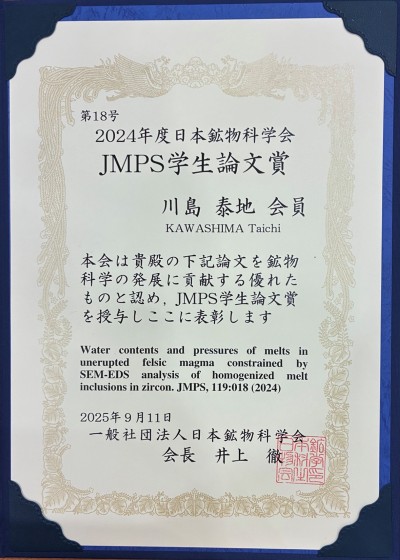 第18号
2024年度日本鉱物科学会
JMPS学生論文賞
川島 泰地 会員
KAWASHIMA Taichi
本会は貴殿の下記論文を鉱物
科学の発展に貢献する優れた
ものと認め，JMPS学生論文賞
を授与しここに表彰します
Water contents and pressures of melts in
unerupted felsic magma constrained by
SEM-EDS analysis of homogenized melt
inclusions in zircon. JMPS, 119:018 (2024)
2025年9月11日
一般社団法人日本鉱物科学会
会長 井上 徹